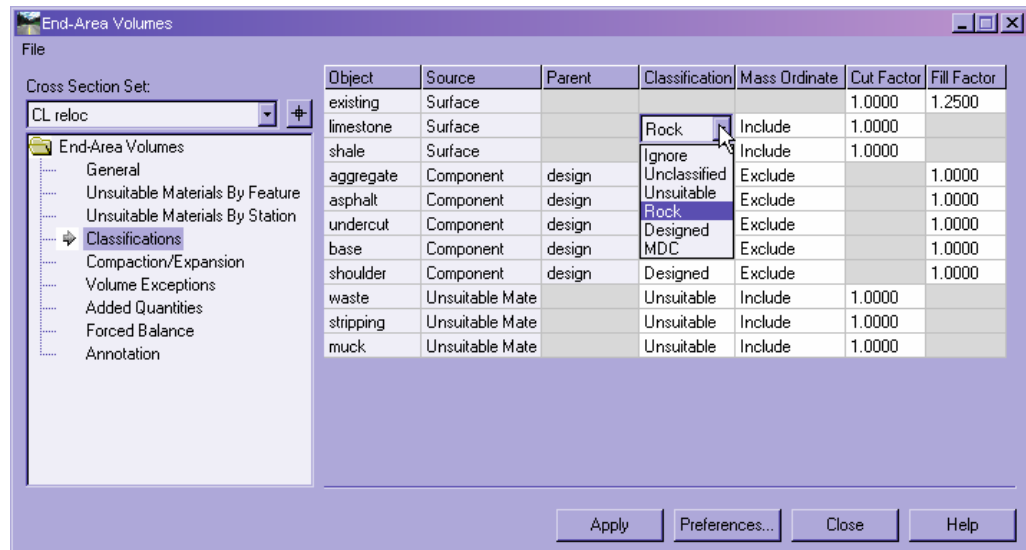 End-Area Volumes
File
Cross Section Set:
CL reloc
End-Area Volumes
General
Unsuitable Materials By Feature
Unsuitable Materials By Station
Classifications
Compaction/Expansion
Volume Exceptions
Added Quantities
Forced Balance
Annotation
Object Source Parent Classification Mass Ordinate Cut Factor Fill Factor
existing Surface 1.0000 1.2500
limestone Surface Rock Include 1.0000
shale Surface Ignore Include 1.0000
aggregate Component design Unclassified Exclude 1.0000
asphalt Component design Unsuitable Exclude 1.0000
undercut Component design Rock Exclude 1.0000
base Component design Designed Exclude 1.0000
MDC
shoulder Component design Designed Exclude 1.0000
waste Unsuitable Mate Unsuitable Include 1.0000
stripping Unsuitable Mate Unsuitable Include 1.0000
muck Unsuitable Mate Unsuitable Include 1.0000
Apply Preferences... Close Help